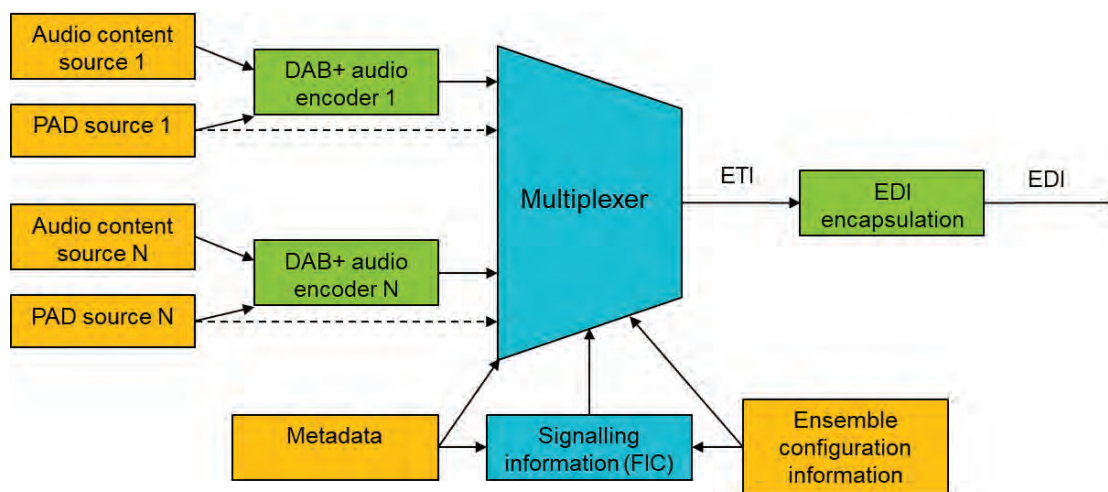 Audio content
source 1
DAB+ audio
encoder 1
PAD source 1
Audio content
source N
DAB+ audio
encoder N
PAD source N
Multiplexer
ETI
EDI
encapsulation
EDI
Metadata
Signalling
information (FIC)
Ensemble
configuration
information